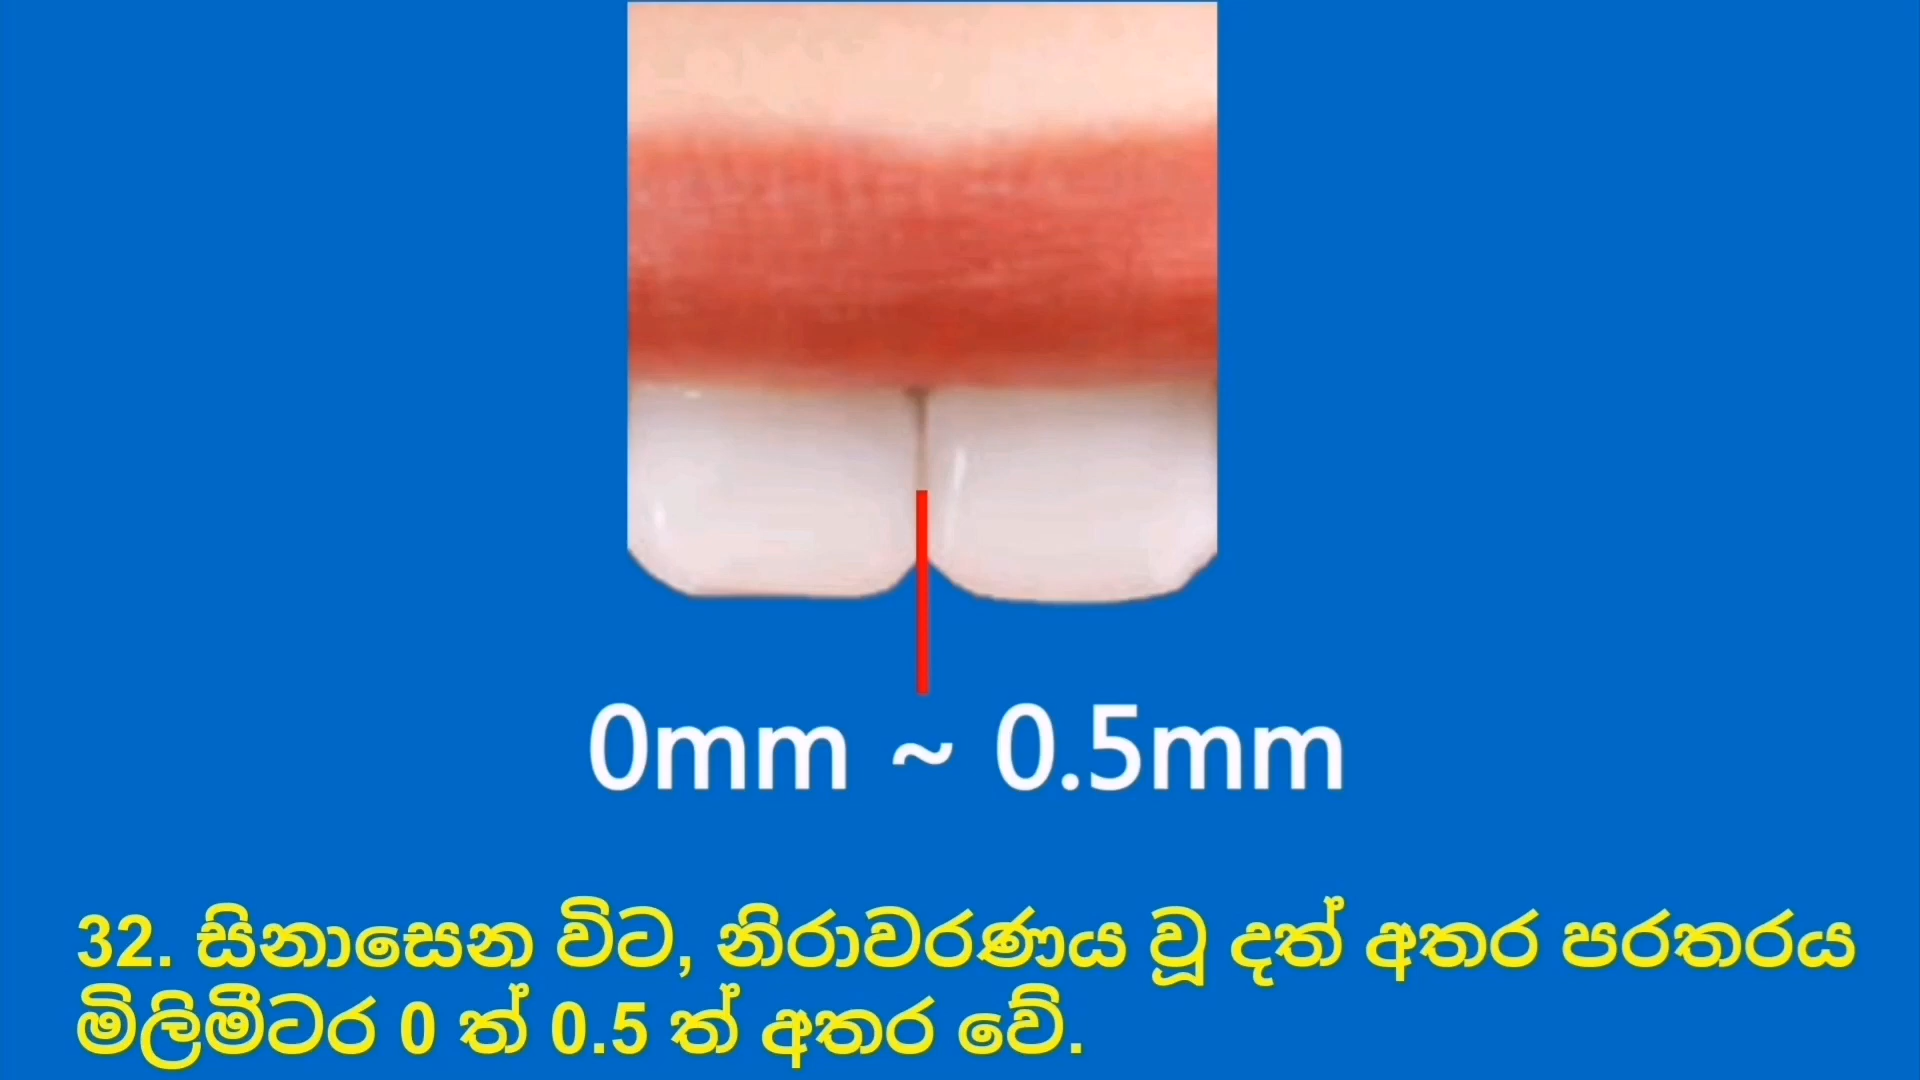 0mm ~ 0.5mm
32. සිනාසෙන විට, නිරාවරණය වූ දත් අතර පරතරය
මිලිමීටර 0 ත් 0.5 ත් අතර වේ.